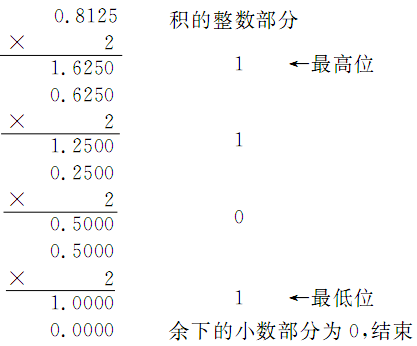 0.8125 积的整数部分
× 2
1.6250 1 ←最高位
0.6250
× 2
1.2500 1
0.2500
× 2
0.5000 0
0.5000
× 2
1.0000 1 ←最低位
0.0000 余下的小数部分为0,结束